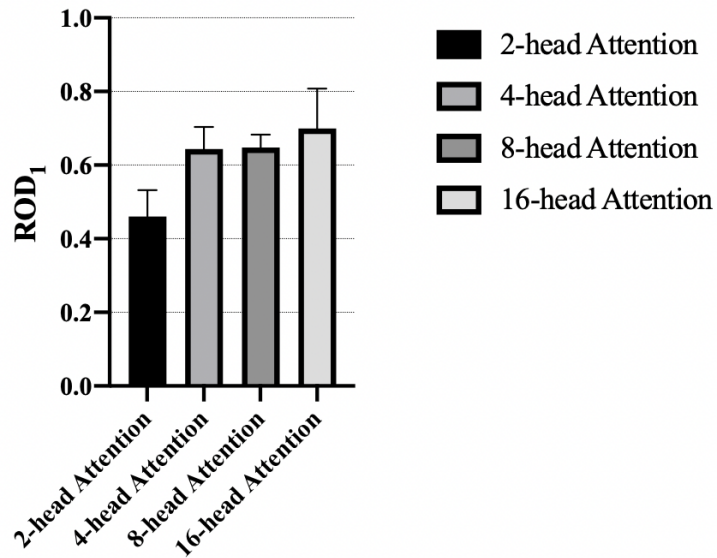 1.0
0.8
0.6
0.4
0.2
0.0
ROD1
2-head Attention
4-head Attention
8-head Attention
16-head Attention
2-head Attention
4-head Attention
8-head Attention
16-head Attention